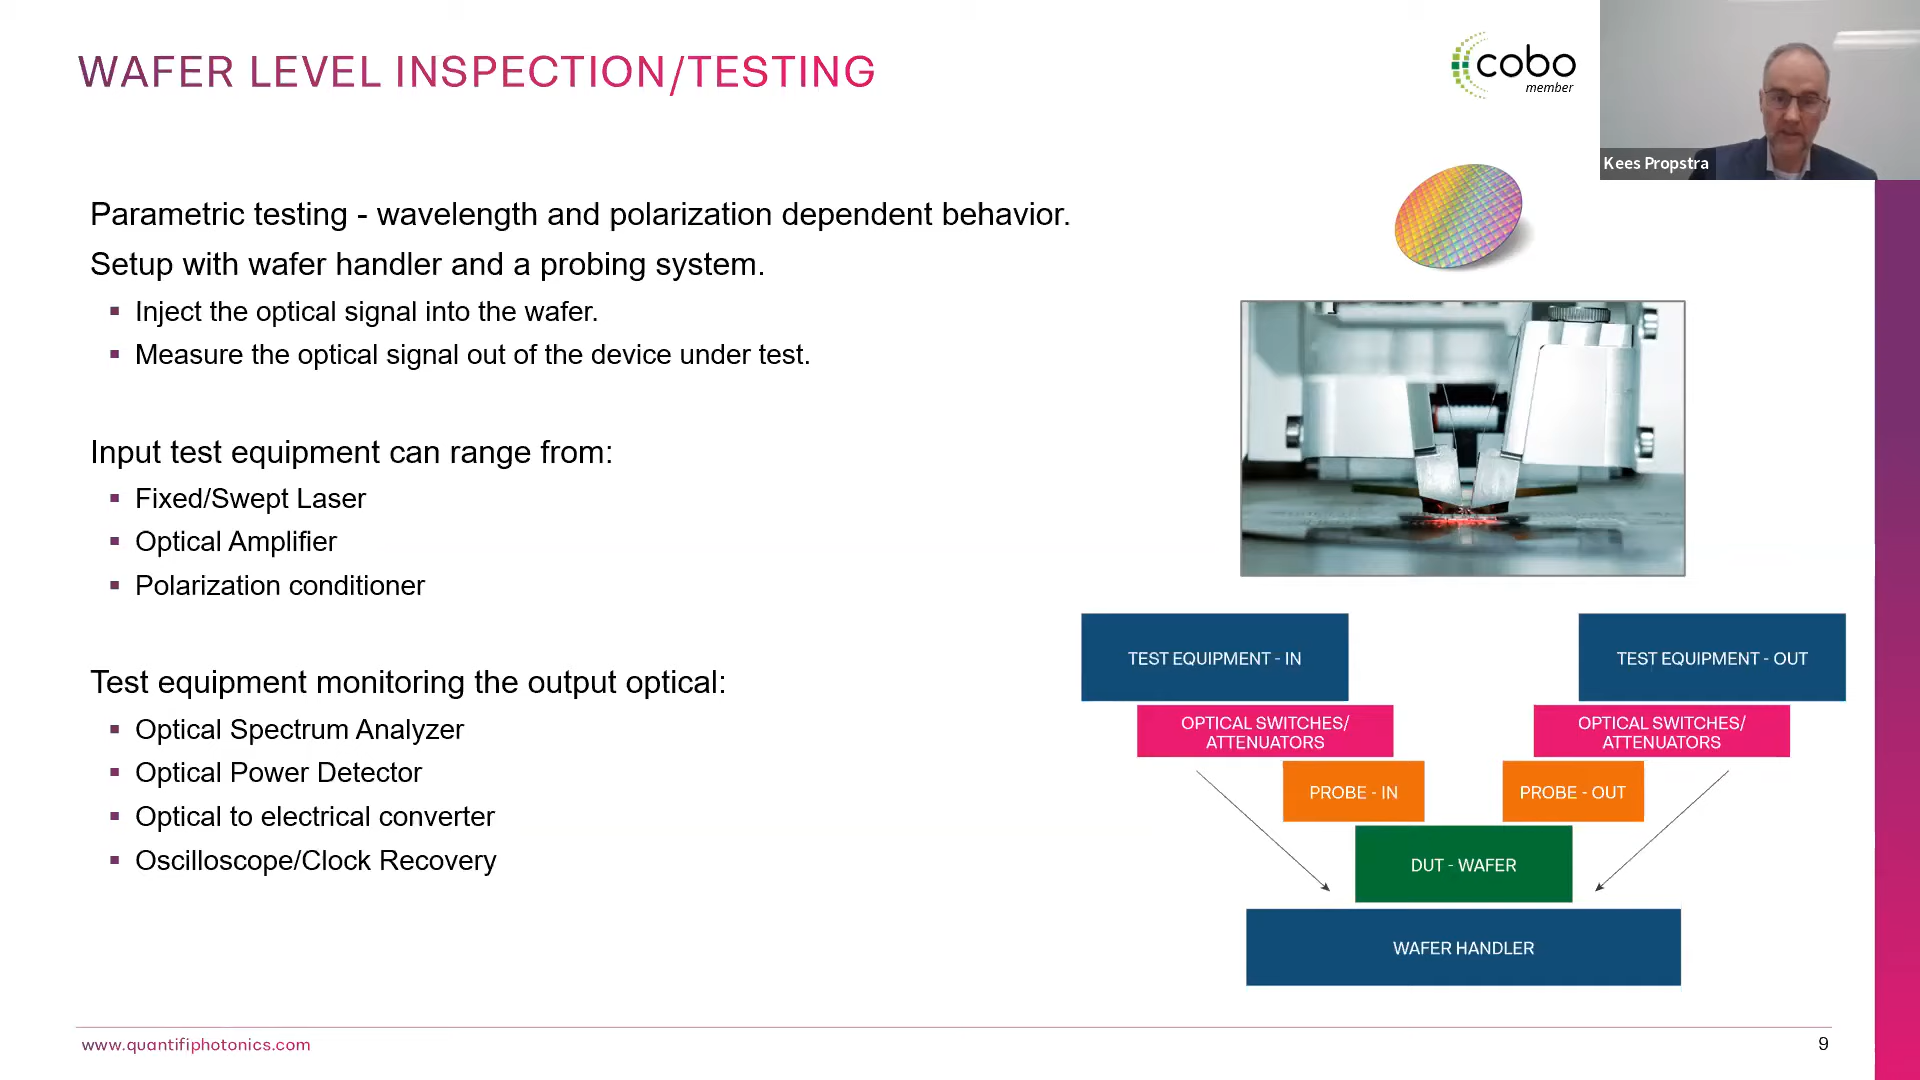 WAFER LEVEL INSPECTION/TESTING
cobo
member
Kees Propstra
Parametric testing - wavelength and polarization dependent behavior.
Setup with wafer handler and a probing system.
▪ Inject the optical signal into the wafer.
▪ Measure the optical signal out of the device under test.
Input test equipment can range from:
▪ Fixed/Swept Laser
▪ Optical Amplifier
▪ Polarization conditioner
Test equipment monitoring the output optical:
▪ Optical Spectrum Analyzer
▪ Optical Power Detector
▪ Optical to electrical converter
▪ Oscilloscope/Clock Recovery
TEST EQUIPMENT - IN
TEST EQUIPMENT - OUT
OPTICAL SWITCHES/
ATTENUATORS
OPTICAL SWITCHES/
ATTENUATORS
PROBE - IN
PROBE - OUT
DUT - WAFER
WAFER HANDLER
www.quantifiphotonics.com
9